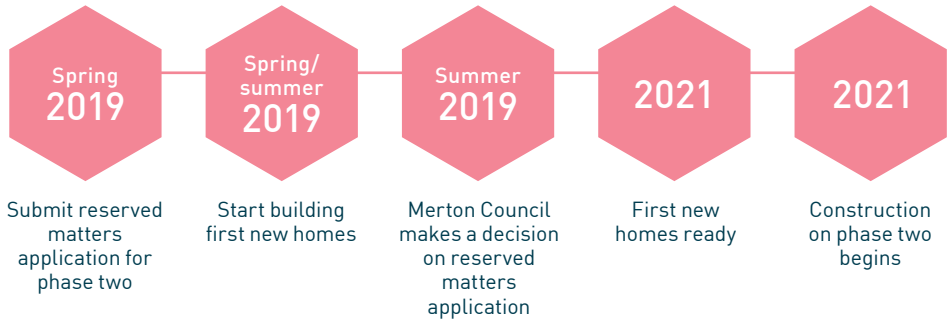 Spring
2019
Submit reserved
matters
application for
phase two
Spring/
summer
2019
Start building
first new homes
Summer
2019
Merton Council
makes a decision
on reserved
matters
application
2021
First new
homes ready
2021
Construction
on phase two
begins